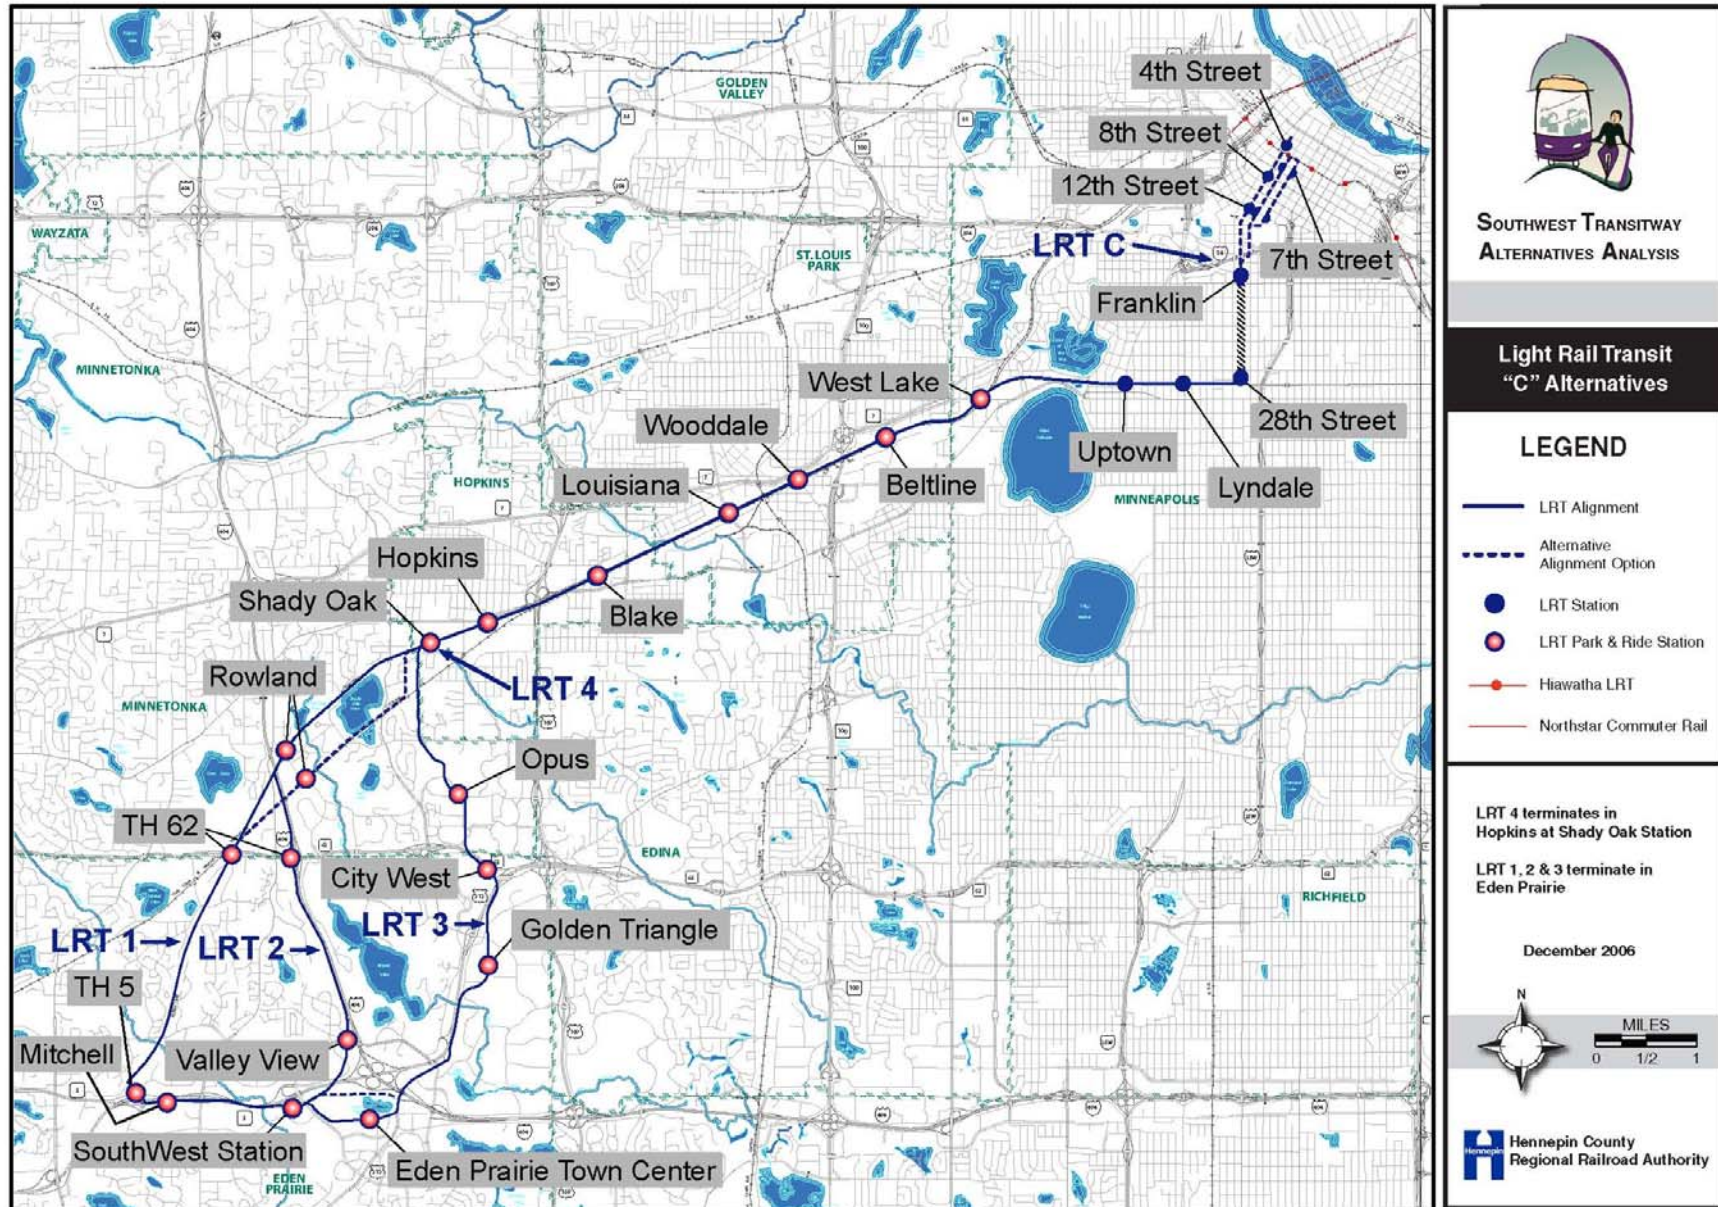 GOLDEN
VALLEY
4th Street
8th Street
12th Street
WAYZATA
LRT C
ST.LOUIS
PARK
7th Street
Franklin
MINNETONKA
West Lake
28th Street
Wooddale
Uptown
Louisiana
HOPKINS
Beltline
MINNEAPOLIS
Lyndale
Hopkins
Shady Oak
Blake
Rowland
LRT 4
MINNETONKA
Opus
TH 62
EDINA
City West
RICHFIELD
LRT 3
LRT 1
LRT 2
Golden Triangle
TH 5
Mitchell
Valley View
SouthWest Station
Eden Prairie Town Center
EDEN
PRAIRIE
SOUTHWEST TRANSITWAY
ALTERNATIVES ANALYSIS
Light Rail Transit
“C” Alternatives
LEGEND
LRT Alignment
Alternative
Alignment Option
LRT Station
LRT Park & Ride Station
Hiawatha LRT
Northstar Commuter Rail
LRT 4 terminates in
Hopkins at Shady Oak Station
LRT 1, 2 & 3 terminate in
Eden Prairie
December 2006
N
MILES
0 1/2 1
Hennepin
Hennepin County
Regional Railroad Authority